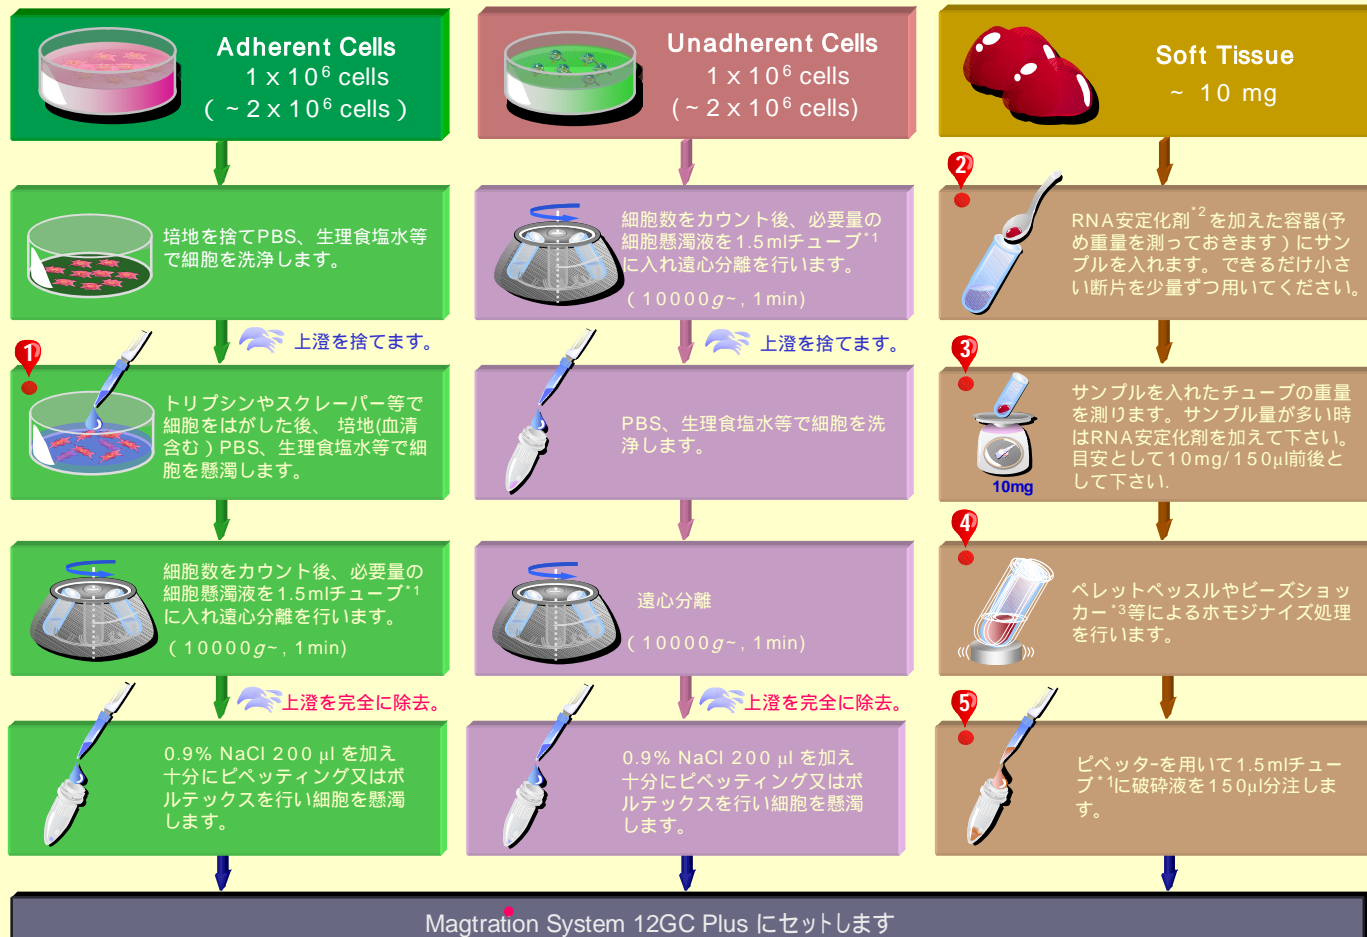 Adherent Cells
1 x 10⁶ cells
( ~ 2 x 10⁶ cells )
培地を捨てPBS、生理食塩水等
で細胞を洗浄します。
上澄を捨てます。
1
トリプシンやスクレーパー等で
細胞をはがした後、 培地(血清
含む ) PBS、生理食塩水等で細
胞を懸濁します。
細胞数をカウント後、必要量の
細胞懸濁液を1.5mlチューブ*1
に入れ遠心分離を行います。
( 10000g~, 1min)
上澄を完全に除去。
0.9% NaCl 200 μl を加え
十分にピペッティング又はボ
ルテックスを行い細胞を懸濁
します。
Unadherent Cells
1 x 10⁶ cells
(~ 2 x 10⁶ cells)
細胞数をカウント後、必要量の
細胞懸濁液を1.5mlチューブ*1
に入れ遠心分離を行います。
( 10000g~, 1min)
上澄を捨てます。
PBS、生理食塩水等で細胞を洗
浄します。
遠心分離
( 10000g~, 1min)
上澄を完全に除去。
0.9% NaCl 200 μl を加え
十分にピペッティング又はボ
ルテックスを行い細胞を懸濁
します。
Soft Tissue
~ 10 mg
2
RNA安定化剤*2を加えた容器(予
め重量を測っておきます ) にサン
プルを入れます。できるだけ小さ
い断片を少量ずつ用いてください。
3
10mg
サンプルを入れたチューブの重量
を測ります。サンプル量が多い時
はRNA安定化剤を加えて下さい。
目安として10mg/150μl前後と
して下さい.
4
ペレットペッスルやビーズショッ
カー*3等によるホモジナイズ処理
を行います。
5
ピペッターを用いて1.5mlチュー
ブ*1に破砕液を150μl分注しま
す。
Magtration System 12GC Plus にセットします